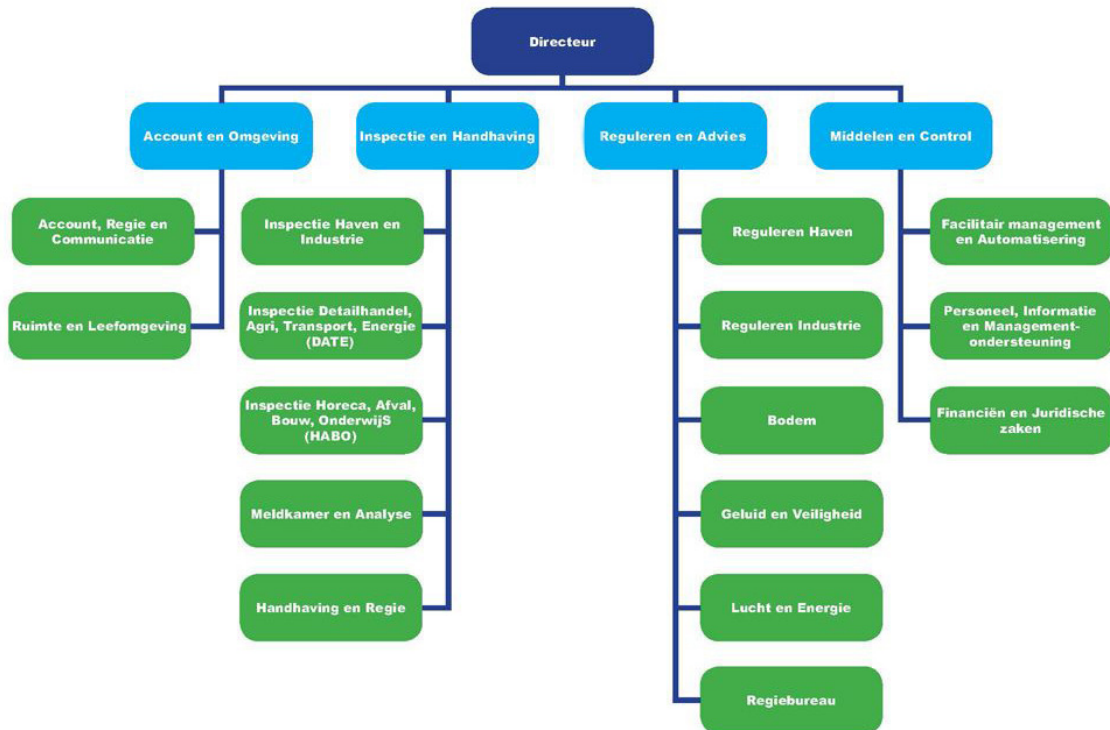 Directeur
Account en Omgeving
Inspectie en Handhaving
Reguleren en Advies
Middelen en Control
Account, Regie en
Communicatie
Ruimte en Leefomgeving
Inspectie Haven en
Industrie
Inspectie Detailhandel,
Agri, Transport, Energie
(DATE)
Inspectie Horeca, Afval,
Bouw, OnderwijS
(HABO)
Meldkamer en Analyse
Handhaving en Regie
Reguleren Haven
Reguleren Industrie
Bodem
Geluid en Veiligheid
Lucht en Energie
Regiebureau
Facilitair management
en Automatisering
Personeel, Informatie
en Management-
ondersteuning
Financiën en Juridische
zaken